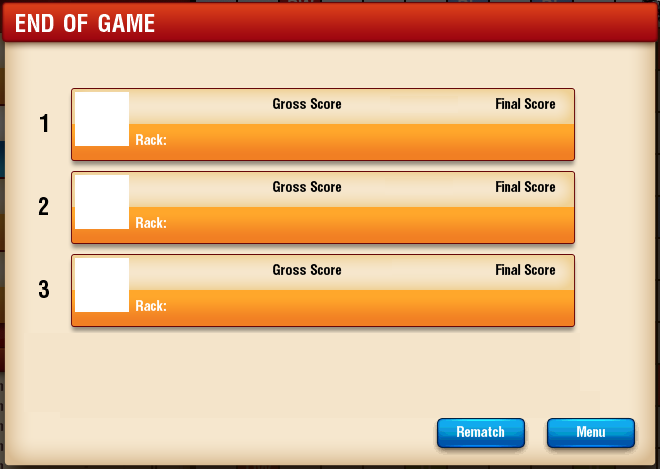 END OF GAME
Gross Score Final Score
1
Rack:
Gross Score Final Score
2
Rack:
Gross Score Final Score
3
Rack:
Rematch Menu